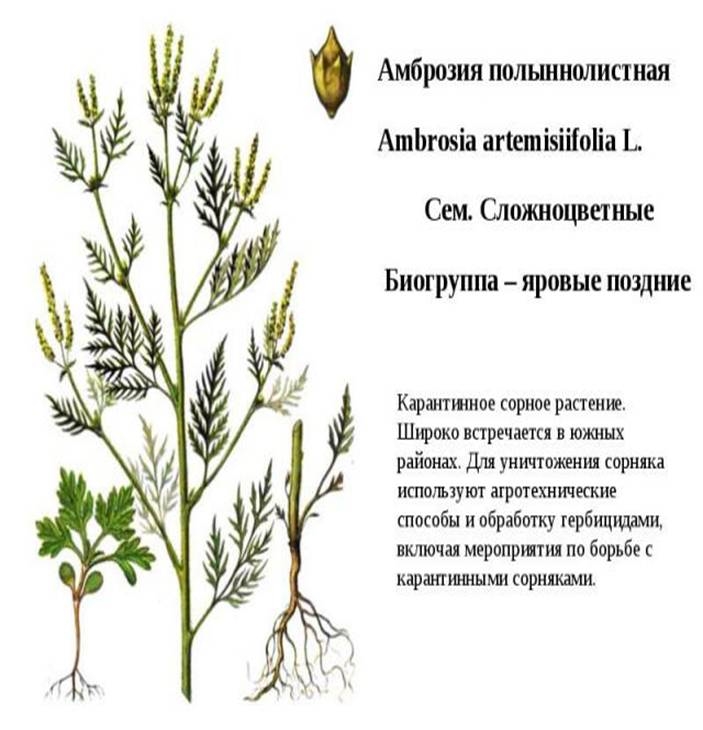 Амброзия полыннолистная
Ambrosia artemisiifolia L.
Сем. Сложноцветные
Биогруппа – яровые поздние
Карантинное сорное растение.
Широко встречается в южных
районах. Для уничтожения сорняка
используют агротехнические
способы и обработку гербицидами,
включая мероприятия по борьбе с
карантинными сорняками.